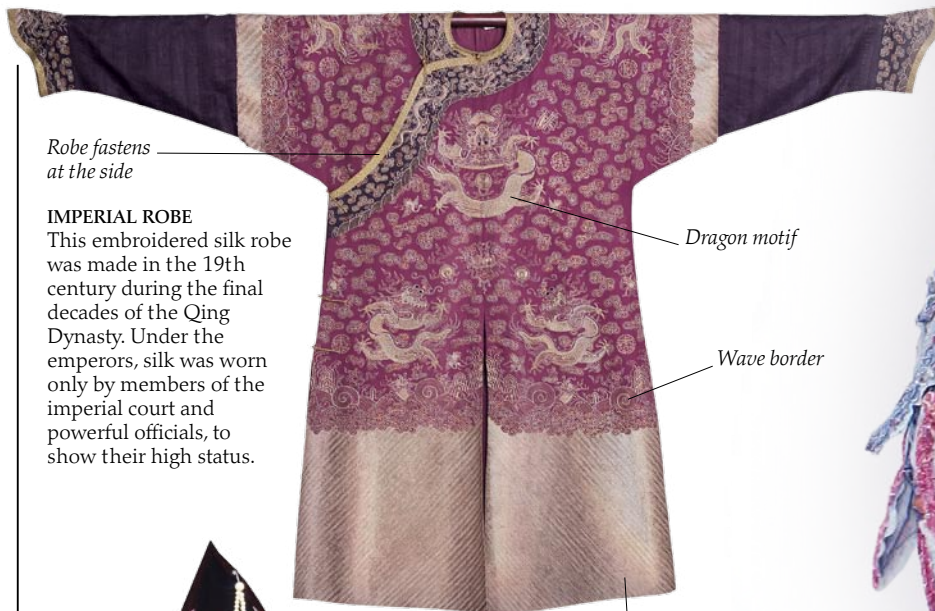 Robe fastens
at the side
IMPERIAL ROBE
This embroidered silk robe
was made in the 19th
century during the final
decades of the Qing
Dynasty. Under the
emperors, silk was worn
only by members of the
imperial court and
powerful officials, to
show their high status.
Dragon motif
Wave border